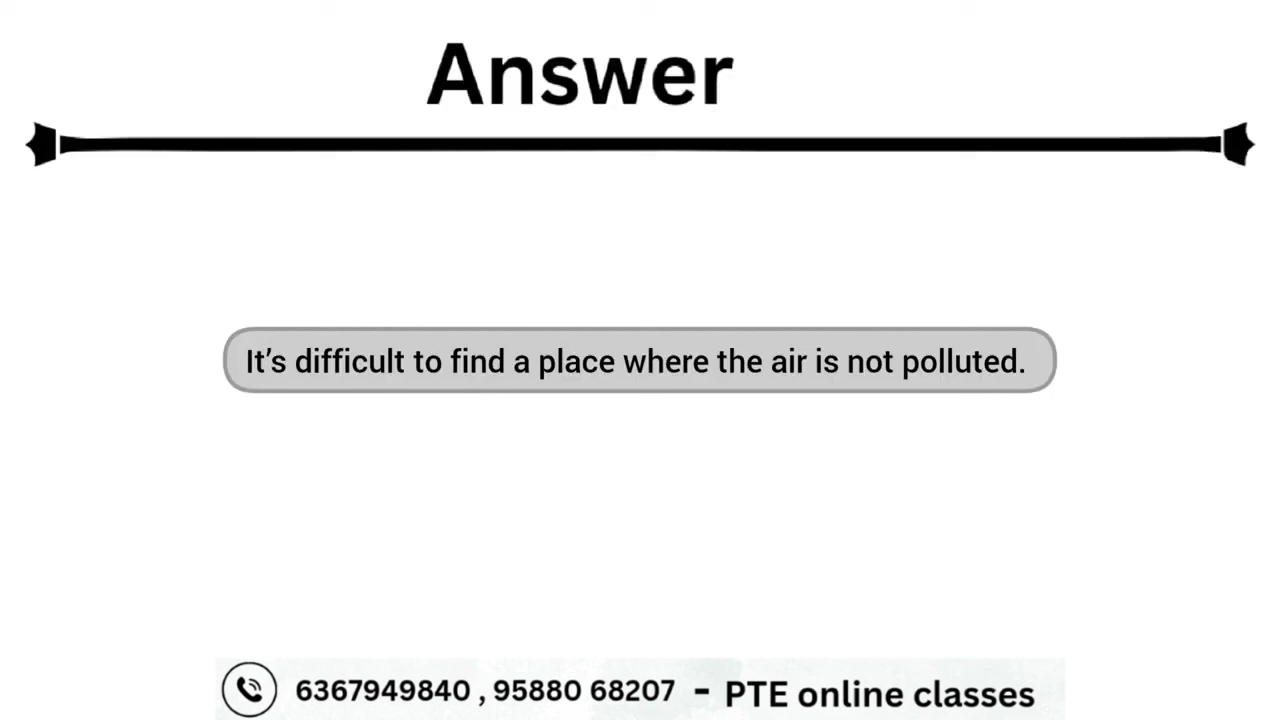 Answer
It’s difficult to find a place where the air is not polluted.
6367949840 , 95880 68207 - PTE online classes